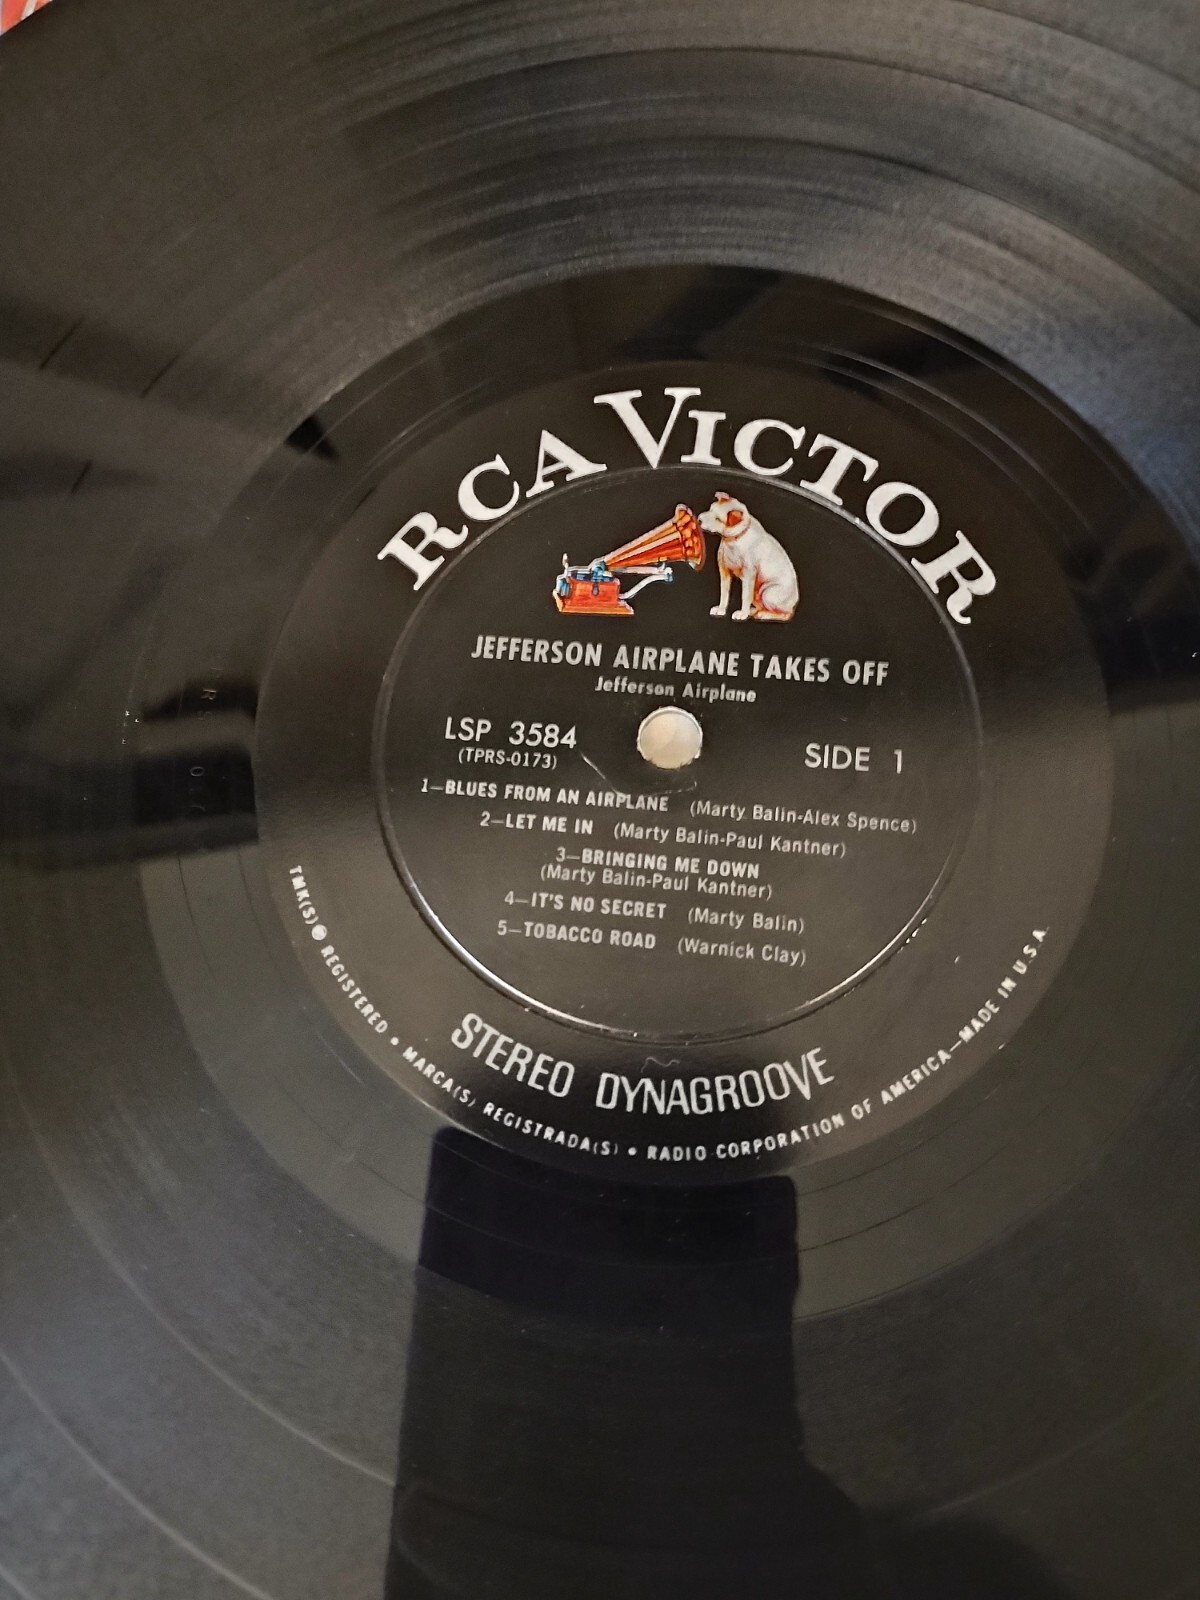 RCA VICTOR
JEFFERSON AIRPLANE TAKES OFF
Jefferson Airplane
LSP 3584
(TPRS-0173)
SIDE 1
1—BLUES FROM AN AIRPLANE (Marty Balin-Alex Spence)
2—LET ME IN (Marty Balin-Paul Kantner)
3—BRINGING ME DOWN
(Marty Balin-Paul Kantner)
4—IT'S NO SECRET (Marty Balin)
5—TOBACCO ROAD (Warnick Clay)
STEREO DYNAGROOVE
TMK(S) ® REGISTERED • MARCA(S) REGISTRADA(S) • RADIO CORPORATION OF AMERICA—MADE IN U.S.A.